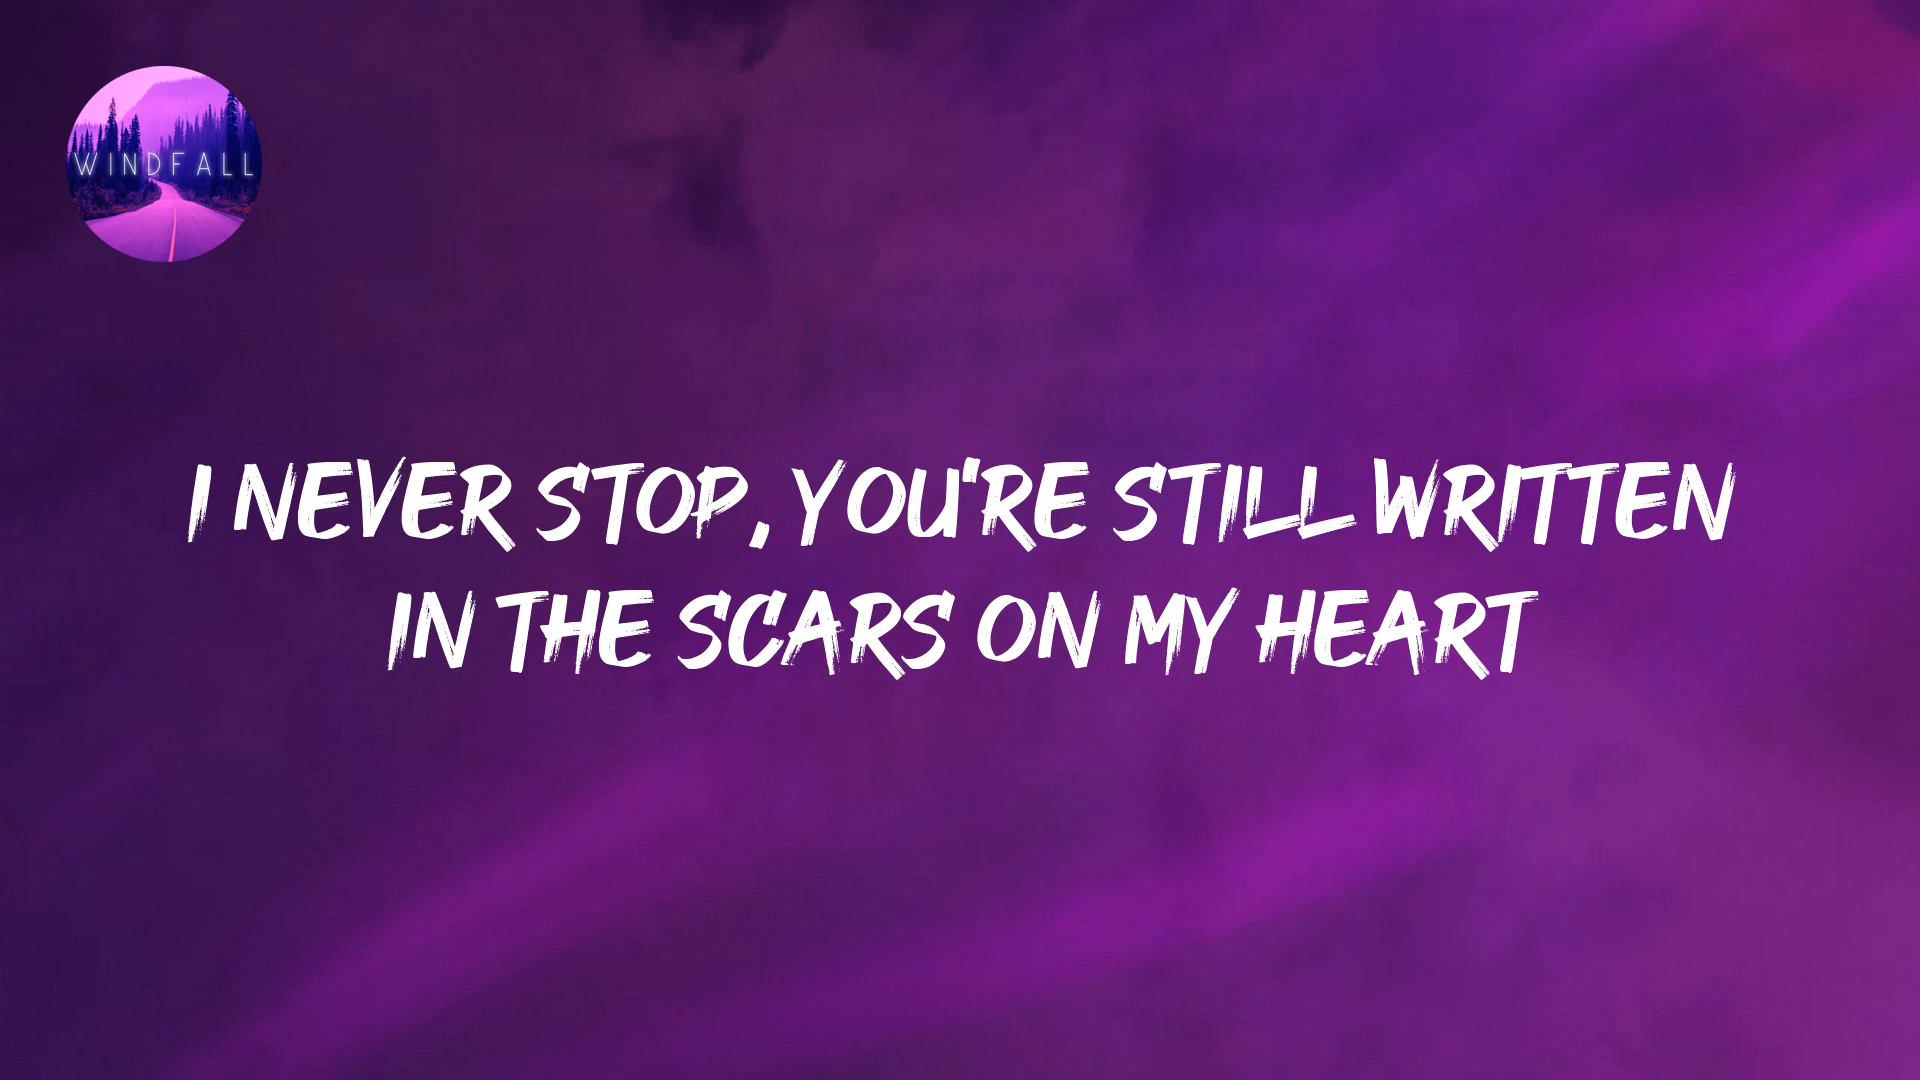 WINDFALL
I NEVER STOP, YOU'RE STILL WRITTEN
IN THE SCARS ON MY HEART